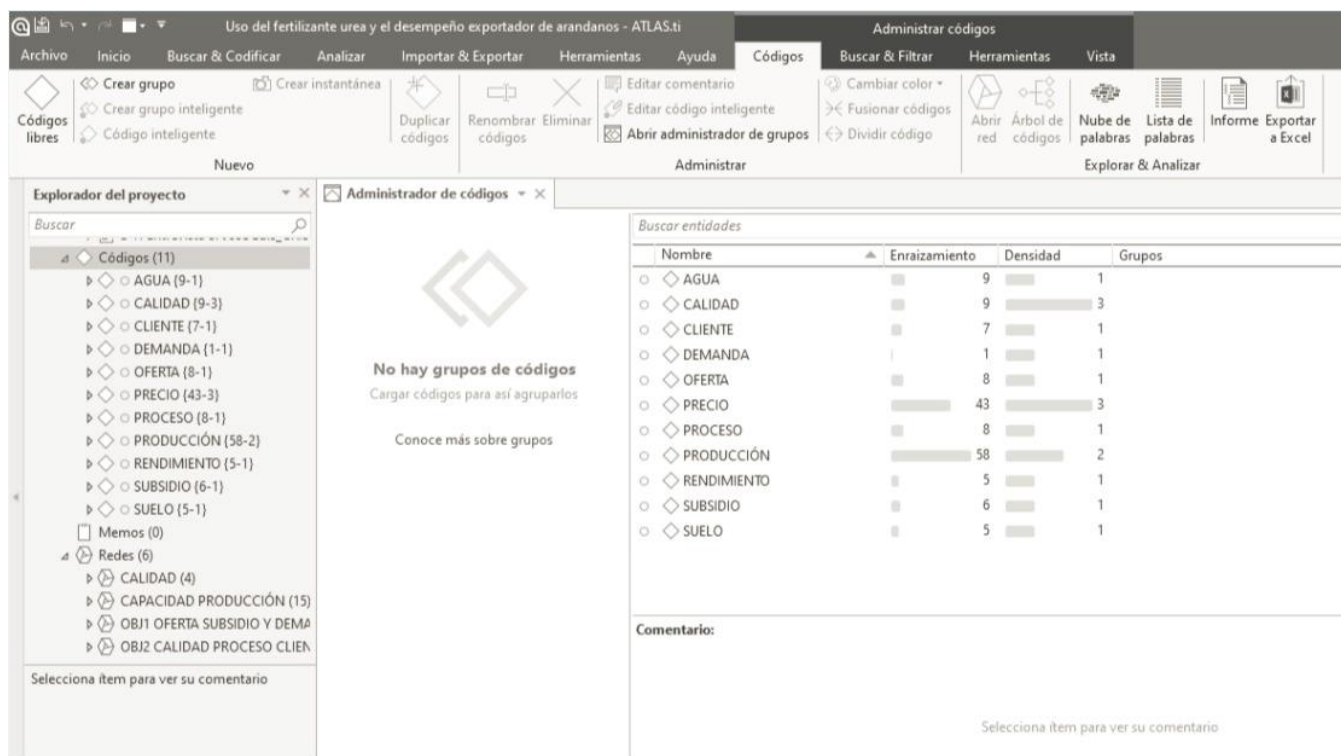 Uso del fertilizante urea y el desempeño exportador de arandanos - ATLAS.ti
Administrar códigos
Archivo Inicio Buscar & Codificar Analizar Importar & Exportar Herramientas Ayuda Códigos Buscar & Filtrar Herramientas Vista
Códigos libres
Crear grupo
Crear grupo inteligente
Código inteligente
Crear instantánea
Nuevo
Duplicar códigos
Renombrar códigos
Eliminar
Editar comentario
Editar código inteligente
Abrir administrador de grupos
Cambiar color
Fusionar códigos
Dividir código
Administrar
Abrir red
Árbol de códigos
Nube de palabras
Lista de palabras
Informe
Exportar a Excel
Explorar & Analizar
Explorador del proyecto
Buscar
Códigos (11)
AGUA {9-1}
CALIDAD {9-3}
CLIENTE {7-1}
DEMANDA {1-1}
OFERTA {8-1}
PRECIO {43-3}
PROCESO {8-1}
PRODUCCIÓN {58-2}
RENDIMIENTO {5-1}
SUBSIDIO {6-1}
SUELO {5-1}
Memos (0)
Redes (6)
CALIDAD (4)
CAPACIDAD PRODUCCIÓN (15)
OBJ1 OFERTA SUBSIDIO Y DEMA
OBJ2 CALIDAD PROCESO CLIEN
Selecciona ítem para ver su comentario
Administrador de códigos
No hay grupos de códigos
Cargar códigos para así agruparlos
Conoce más sobre grupos
Buscar entidades
Nombre Enraizamiento Densidad Grupos
AGUA 9 1
CALIDAD 9 3
CLIENTE 7 1
DEMANDA 1 1
OFERTA 8 1
PRECIO 43 3
PROCESO 8 1
PRODUCCIÓN 58 2
RENDIMIENTO 5 1
SUBSIDIO 6 1
SUELO 5 1
Comentario:
Selecciona ítem para ver su comentario